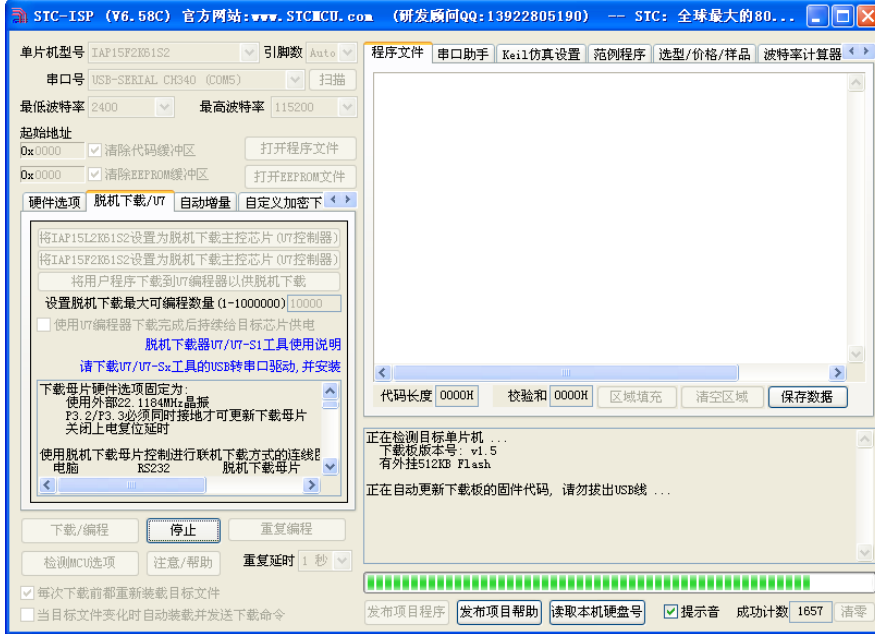 STC-ISP (V6.58C) 官方网站:www.STCMCU.com (研发顾问QQ:13922805190) -- STC: 全球最大的80...
单片机型号 IAP15F2K61S2 引脚数 Auto
串口号 USB-SERIAL CH340 (COM5) 扫描
最低波特率 2400 最高波特率 115200
起始地址
0x0000 清除代码缓冲区 打开程序文件
0x0000 清除EEPROM缓冲区 打开EEPROM文件
硬件选项 脱机下载/U7 自动增量 自定义加密下
将IAP15L2K61S2设置为脱机下载主控芯片(U7控制器)
将IAP15F2K61S2设置为脱机下载主控芯片(U7控制器)
将用户程序下载到U7编程器以供脱机下载
设置脱机下载最大可编程数量(1-1000000) 10000
使用U7编程器下载完成后持续给目标芯片供电
脱机下载器U7/U7-S1工具使用说明
请下载U7/U7-Sx工具的USB转串口驱动,并安装
下载母片硬件选项固定为:
使用外部22.1184MHz晶振
P3.2/P3.3必须同时接地才可更新下载母片
关闭上电复位延时
使用脱机下载母片控制进行联机下载方式的连线
电脑 RS232 脱机下载母片
下载/编程 停止 重复编程
检测MCU选项 注意/帮助 重复延时 1 秒
每次下载前都重新装载目标文件
当目标文件变化时自动装载并发送下载命令
程序文件 串口助手 Keil仿真设置 范例程序 选型/价格/样品 波特率计算器
代码长度 0000H 校验和 0000H 区域填充 清空区域 保存数据
正在检测目标单片机 ...
下载板版本号: v1.5
有外挂512KB Flash
正在自动更新下载板的固件代码, 请勿拔出USB线 ...
发布项目程序 发布项目帮助 读取本机硬盘号 提示音 成功计数 1657 清零